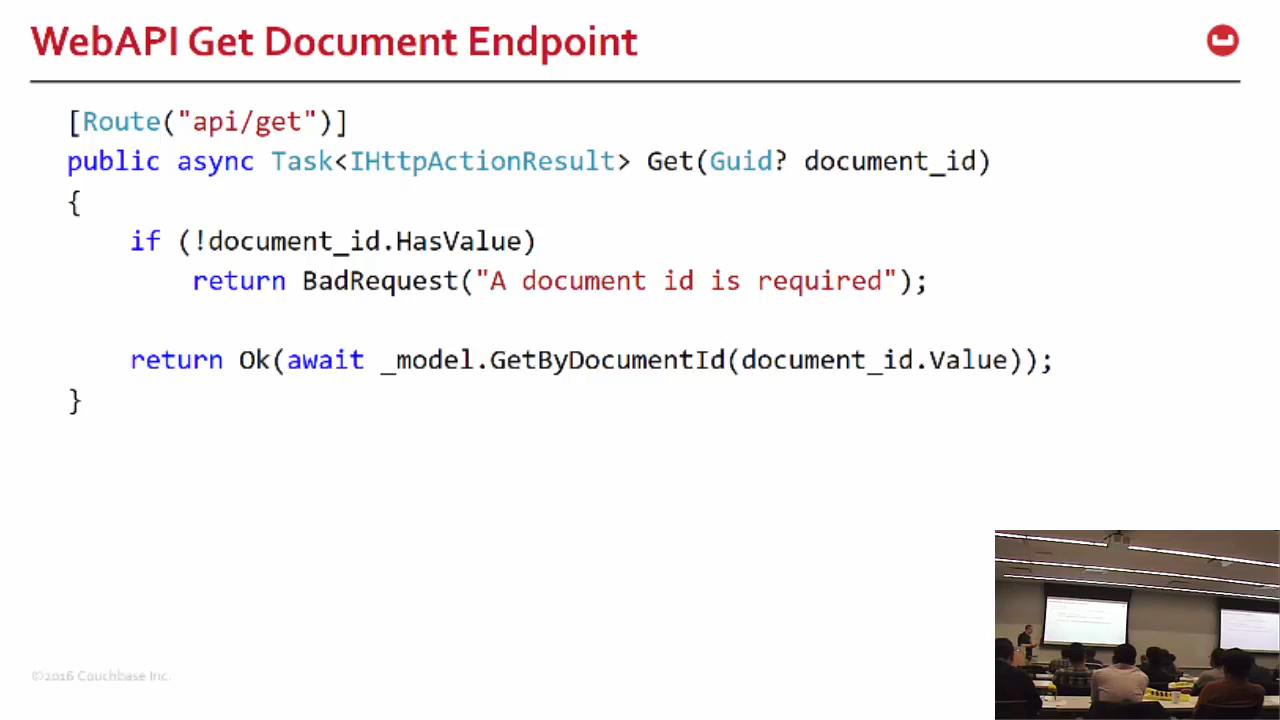 WebAPI Get Document Endpoint
[Route("api/get")]
public async Task<IHttpActionResult> Get(Guid? document_id)
{
if (!document_id.HasValue)
return BadRequest("A document id is required");
return Ok(await _model.GetByDocumentId(document_id.Value));
}
©2016 Couchbase Inc.